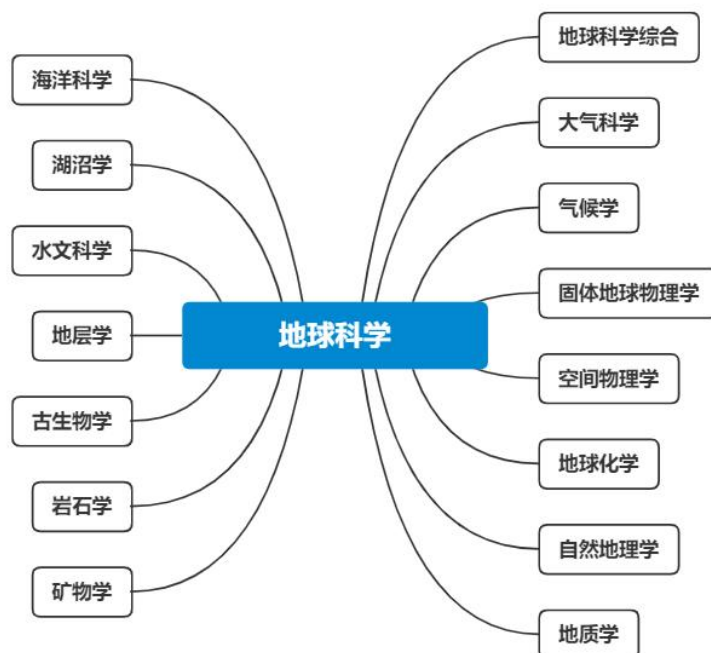 地球科学综合
海洋科学
大气科学
湖沼学
气候学
水文科学
固体地球物理学
地层学
地球科学
空间物理学
古生物学
地球化学
岩石学
自然地理学
矿物学
地质学